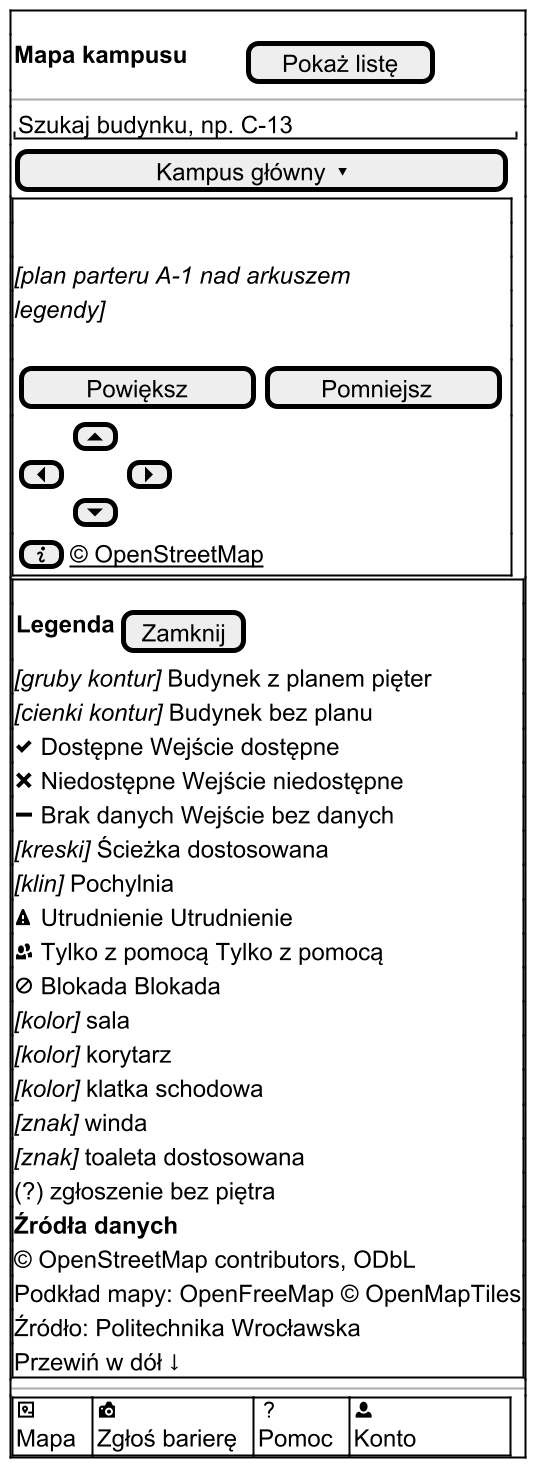 Mapa kampusu Pokaż listę
Szukaj budynku, np. C-13
Kampus główny ▾
[plan parteru A-1 nad arkuszem
legendy]
Powiększ Pomniejsz
i © OpenStreetMap
Legenda Zamknij
[gruby kontur] Budynek z planem pięter
[cienki kontur] Budynek bez planu
✔ Dostępne Wejście dostępne
✖ Niedostępne Wejście niedostępne
━ Brak danych Wejście bez danych
[kreski] Ścieżka dostosowana
[klin] Pochylnia
Utrudnienie Utrudnienie
Tylko z pomocą Tylko z pomocą
Blokada Blokada
[kolor] sala
[kolor] korytarz
[kolor] klatka schodowa
[znak] winda
[znak] toaleta dostosowana
(?) zgłoszenie bez piętra
Źródła danych
© OpenStreetMap contributors, ODbL
Podkład mapy: OpenFreeMap © OpenMapTiles
Źródło: Politechnika Wrocławska
Przewiń w dół ↓
?
Mapa Zgłoś barierę Pomoc Konto